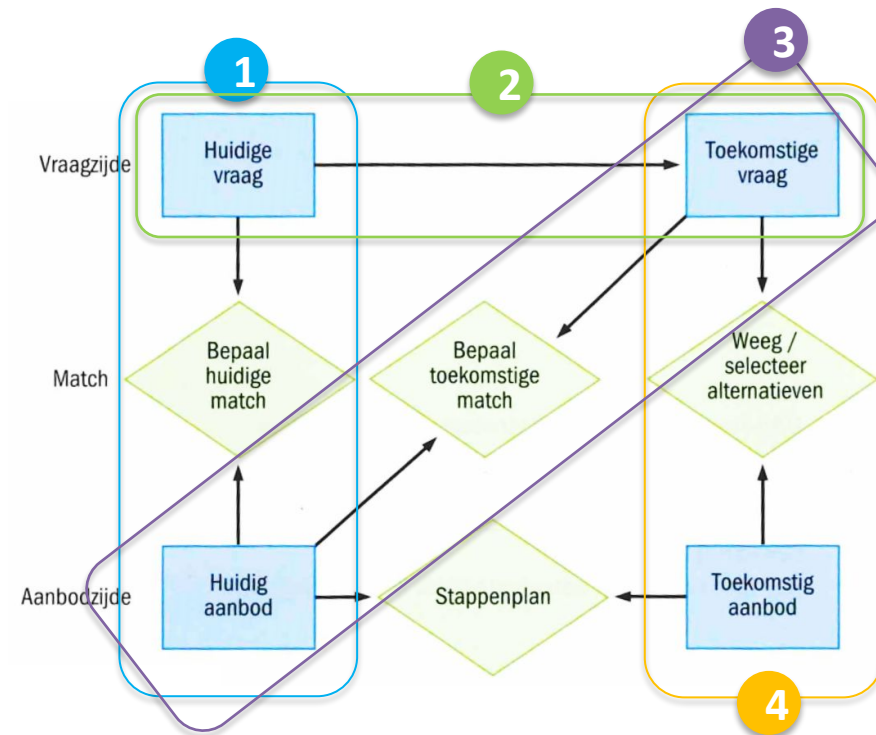 1
2
3
Vraagzijde
Huidige
vraag
Toekomstige
vraag
Match
Bepaal
huidige
match
Bepaal
toekomstige
match
Weeg /
selecteer
alternatieven
Aanbodzijde
Huidig
aanbod
Stappenplan
Toekomstig
aanbod
4